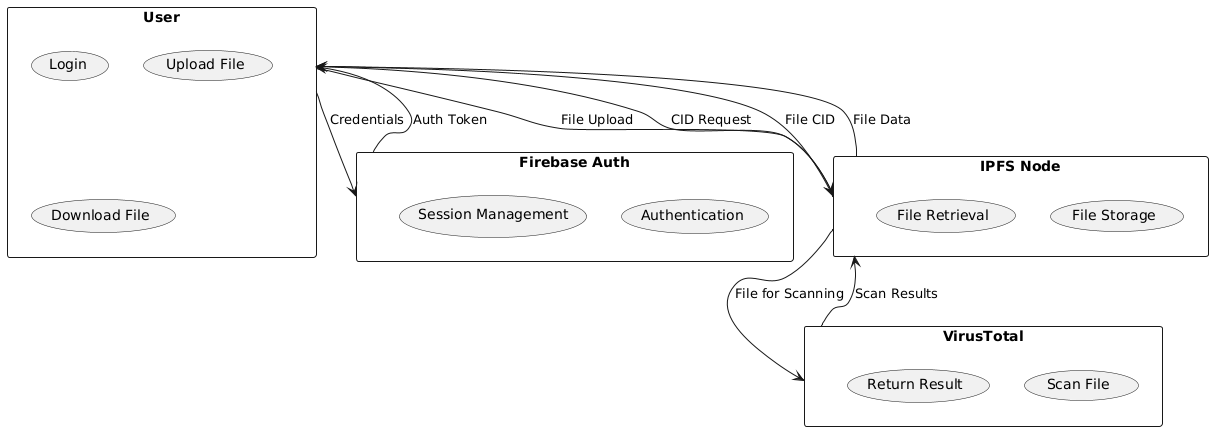 User
Login
Upload File
Download File
Credentials
Auth Token
File Upload
CID Request
File CID
File Data
Firebase Auth
Session Management
Authentication
IPFS Node
File Retrieval
File Storage
File for Scanning
Scan Results
VirusTotal
Return Result
Scan File